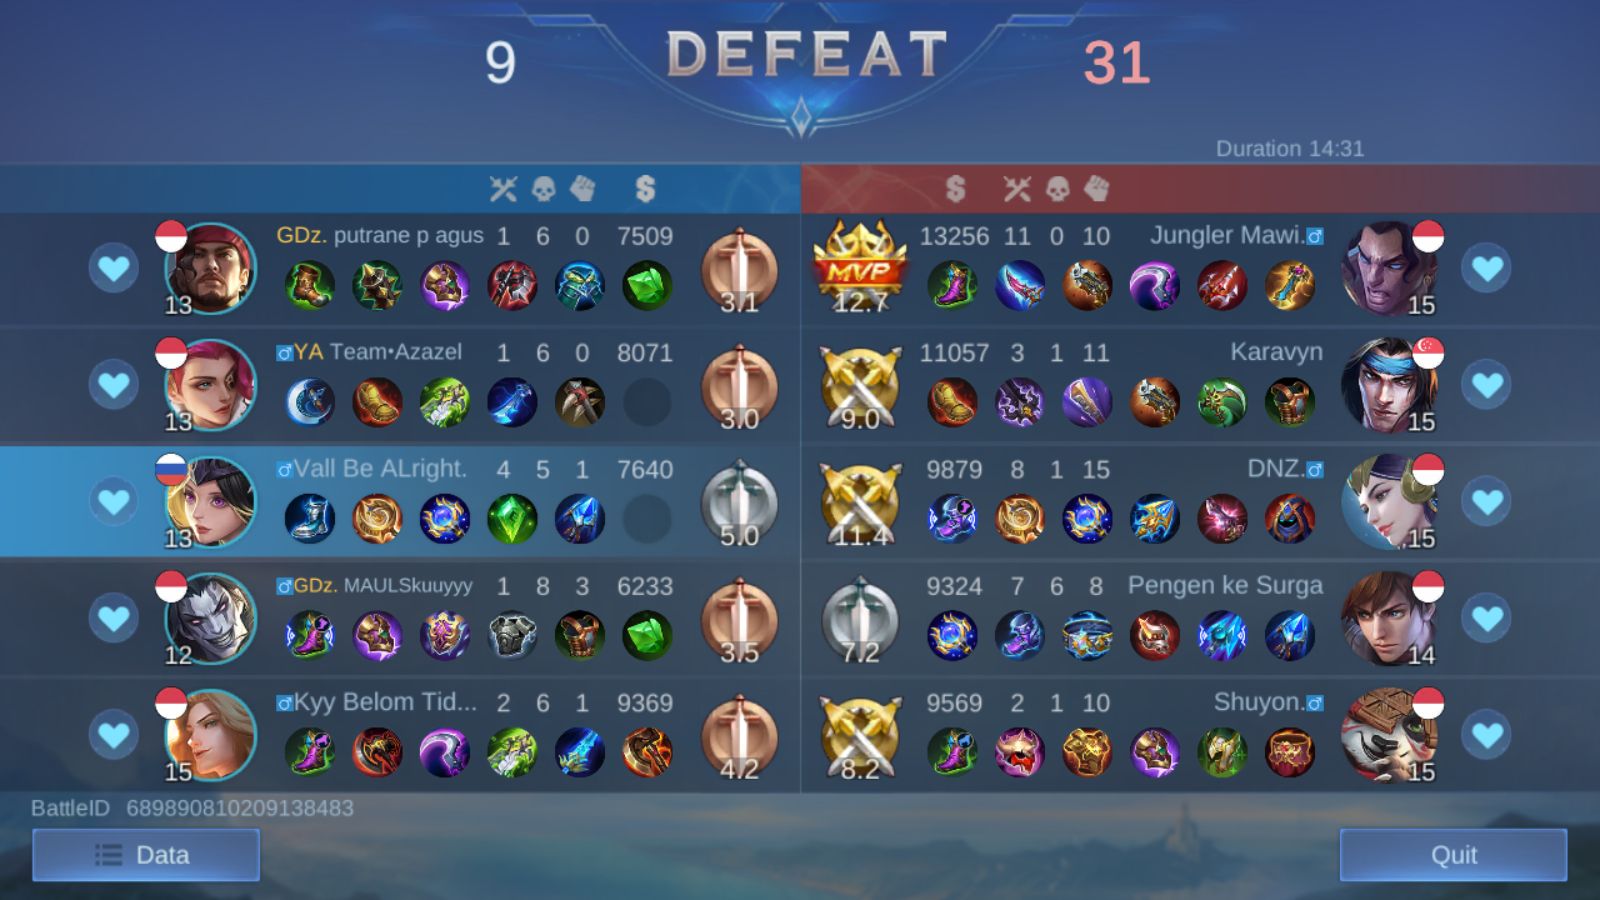 9 DEFEAT 31
Duration 14:31
GDz. putrane p agus 1 6 0 7509
13 3.1
MVP 13256 11 0 10 Jungler Mawi.
12.7 15
YA Team•Azazel 1 6 0 8071
13 3.0
11057 3 1 11 Karavyn
9.0 15
Vall Be ALright. 4 5 1 7640
13 5.0
9879 8 1 15 DNZ.
11.4 15
GDz. MAULSkuuyyy 1 8 3 6233
12 3.5
9324 7 6 8 Pengen ke Surga
7.2 14
Kyy Belom Tid... 2 6 1 9369
15 4.2
9569 2 1 10 Shuyon.
8.2 15
BattleID 689890810209138483
Data
Quit